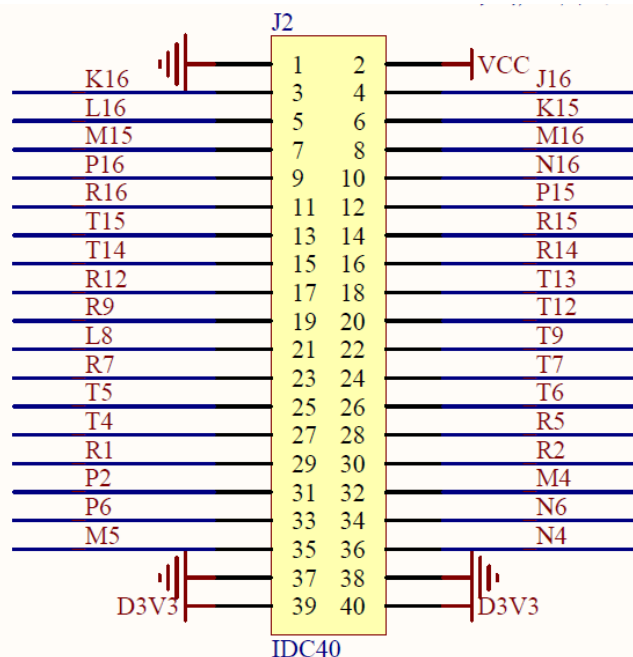 J2
1 2 VCC
K16 3 4 J16
L16 5 6 K15
M15 7 8 M16
P16 9 10 N16
R16 11 12 P15
T15 13 14 R15
T14 15 16 R14
R12 17 18 T13
R9 19 20 T12
L8 21 22 T9
R7 23 24 T7
T5 25 26 T6
T4 27 28 R5
R1 29 30 R2
P2 31 32 M4
P6 33 34 N6
M5 35 36 N4
37 38
D3V3 39 40 D3V3
IDC40